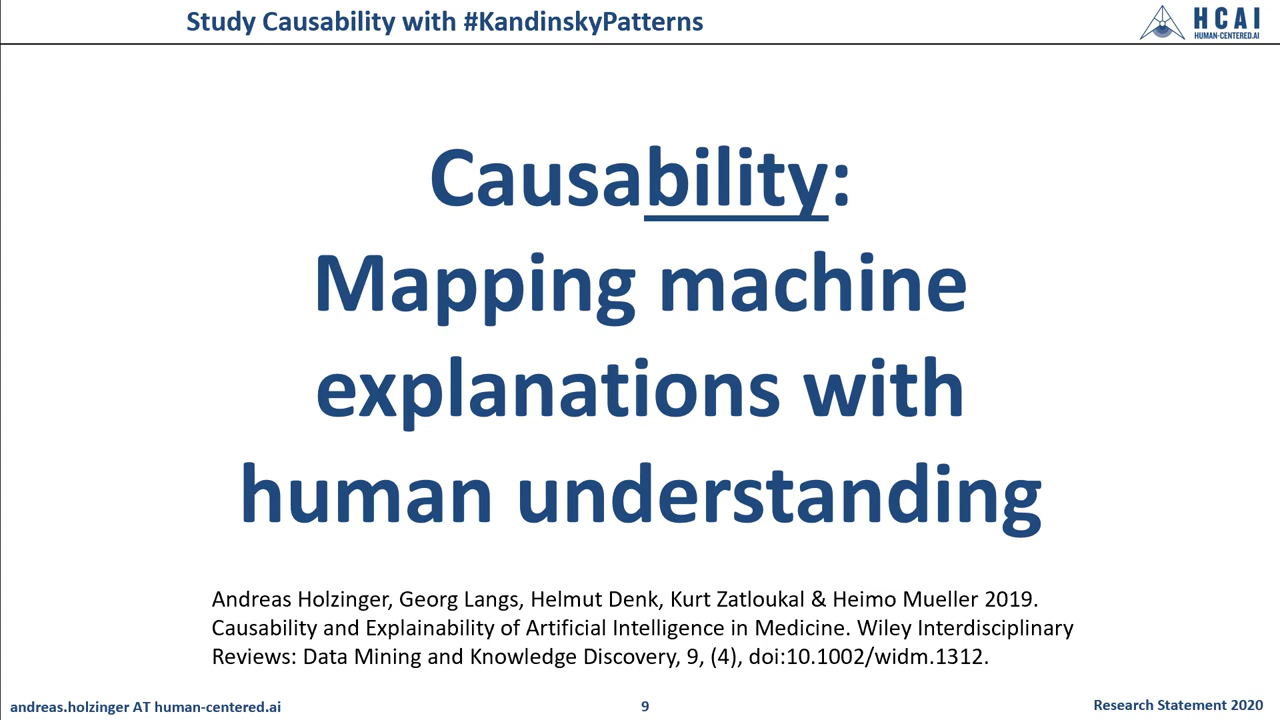 Study Causability with #KandinskyPatterns
HCAI
HUMAN-CENTERED.AI
Causability:
Mapping machine
explanations with
human understanding
Andreas Holzinger, Georg Langs, Helmut Denk, Kurt Zatloukal & Heimo Mueller 2019.
Causability and Explainability of Artificial Intelligence in Medicine. Wiley Interdisciplinary
Reviews: Data Mining and Knowledge Discovery, 9, (4), doi:10.1002/widm.1312.
andreas.holzinger AT human-centered.ai
9
Research Statement 2020